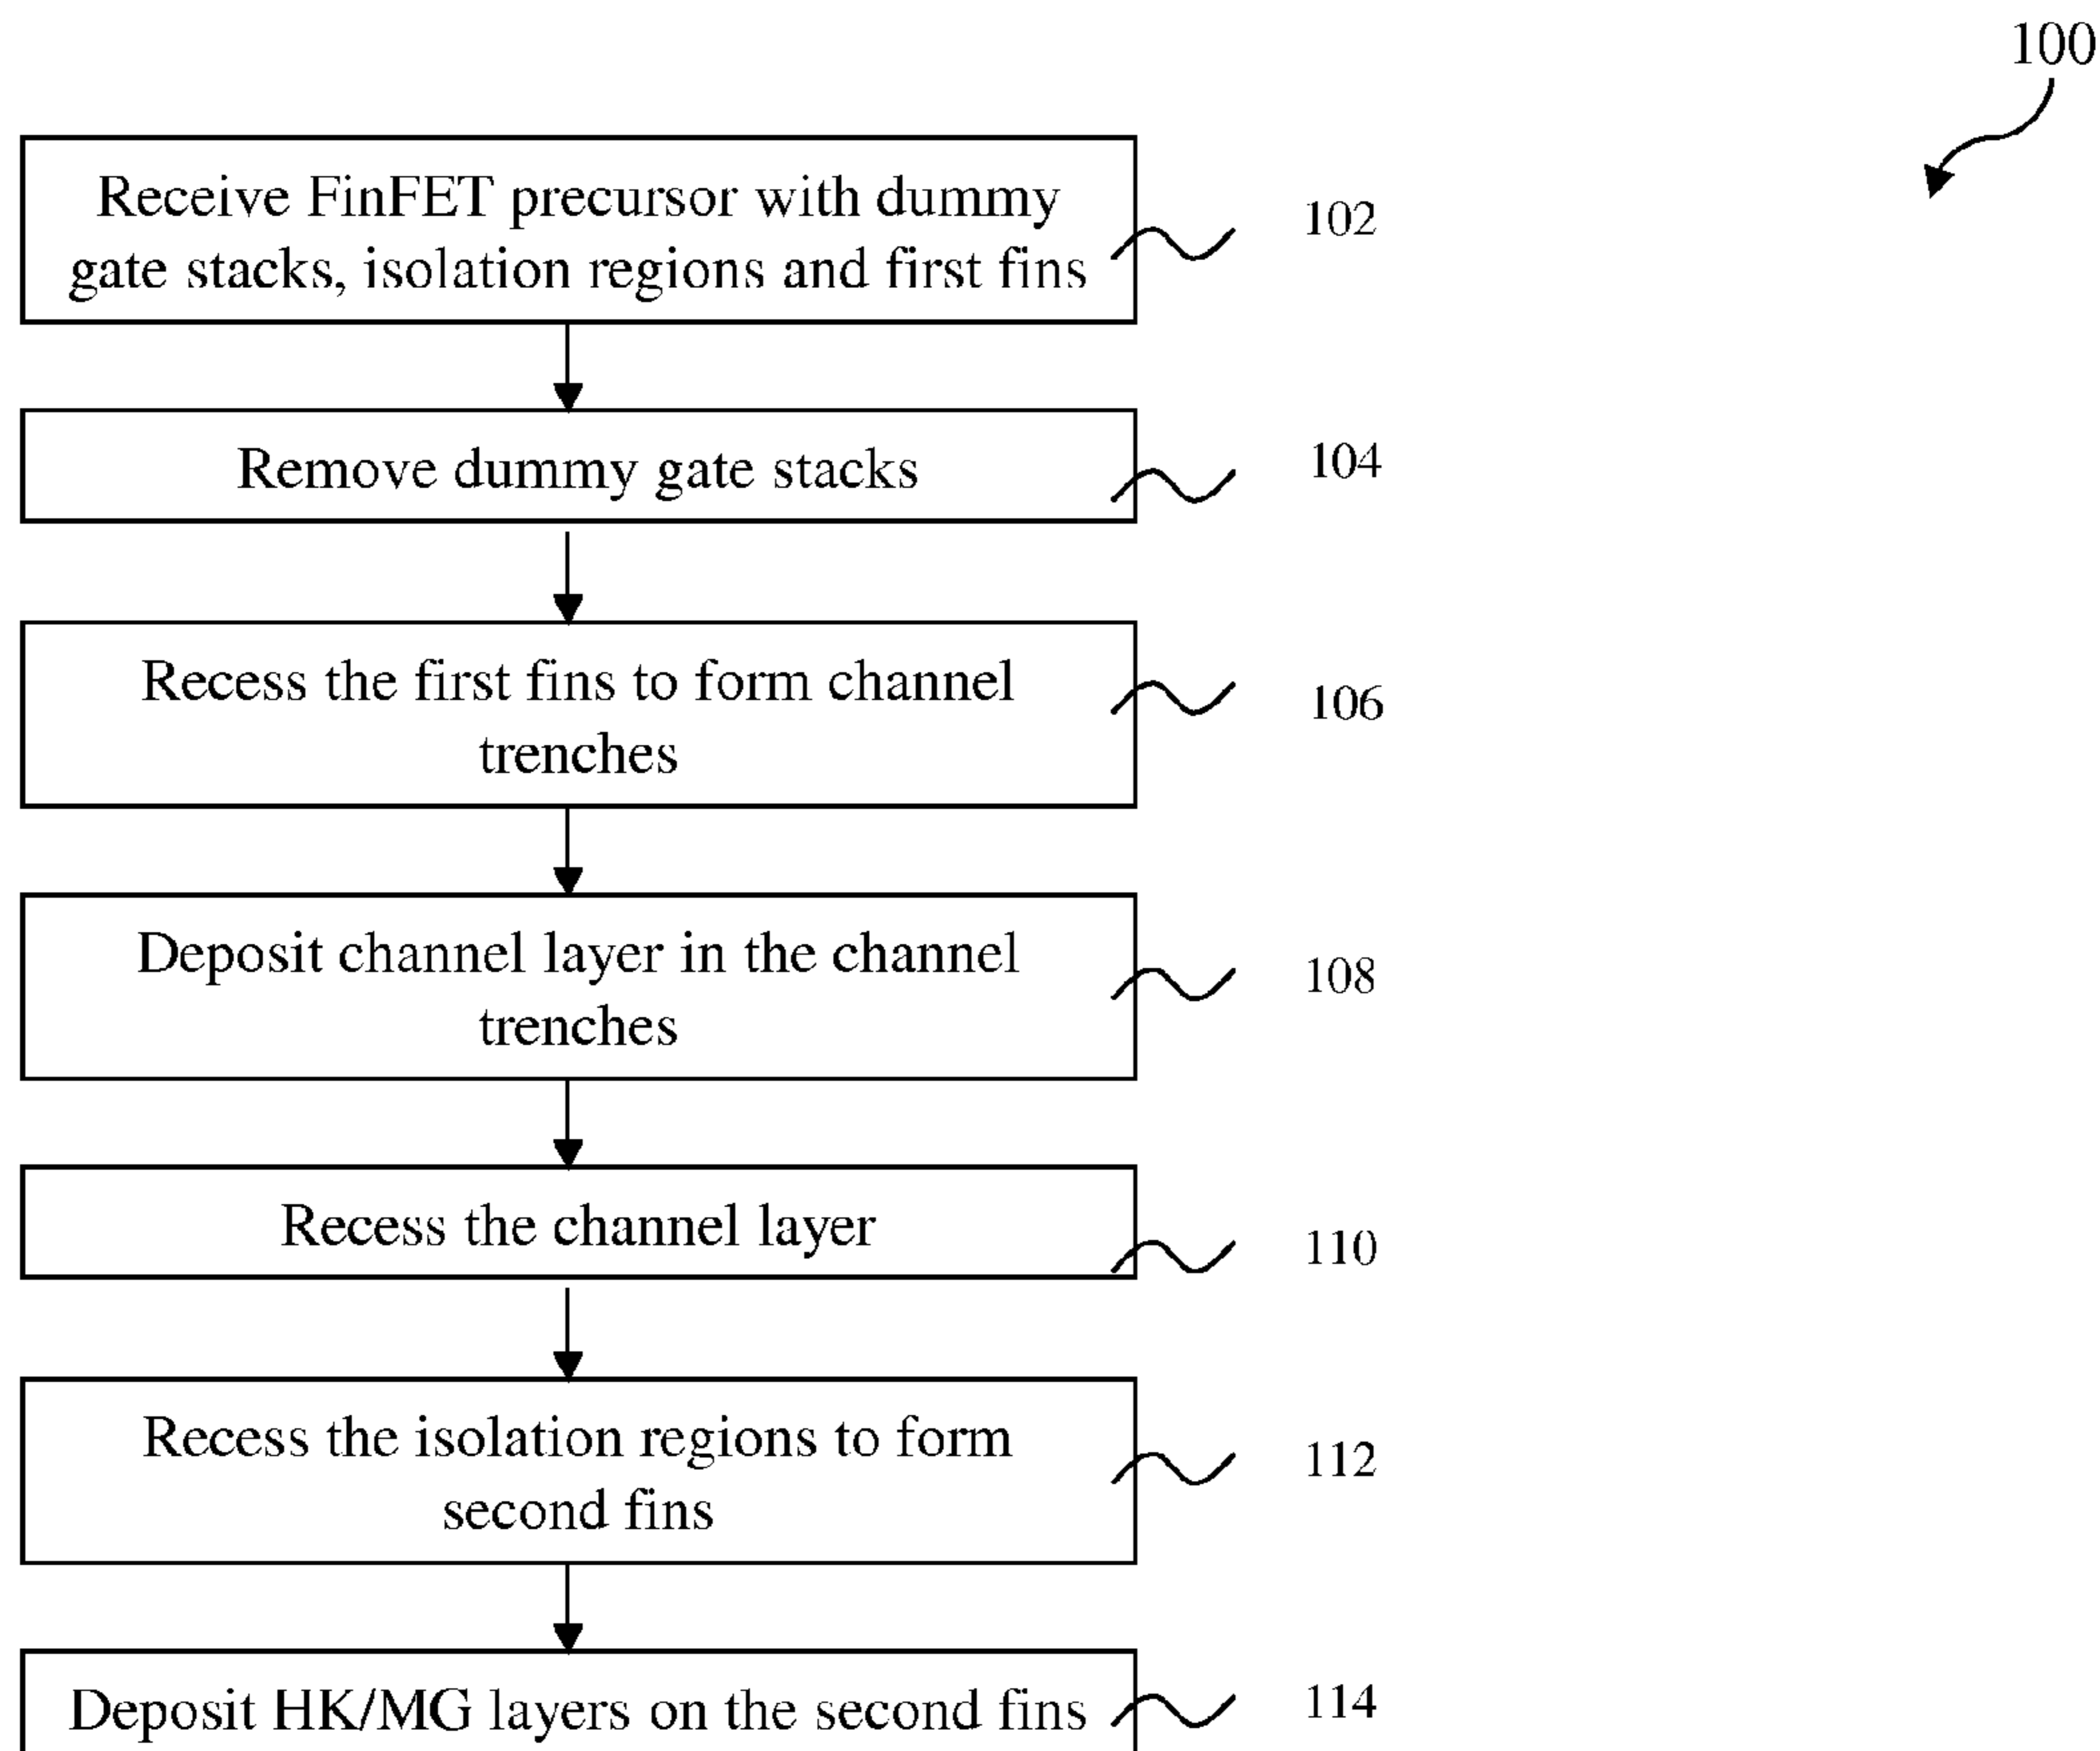 100
Receive FinFET precursor with dummy
gate stacks, isolation regions and first fins
102
Remove dummy gate stacks
104
Recess the first fins to form channel
trenches
106
Deposit channel layer in the channel
trenches
108
Recess the channel layer
110
Recess the isolation regions to form
second fins
112
Deposit HK/MG layers on the second fins
114